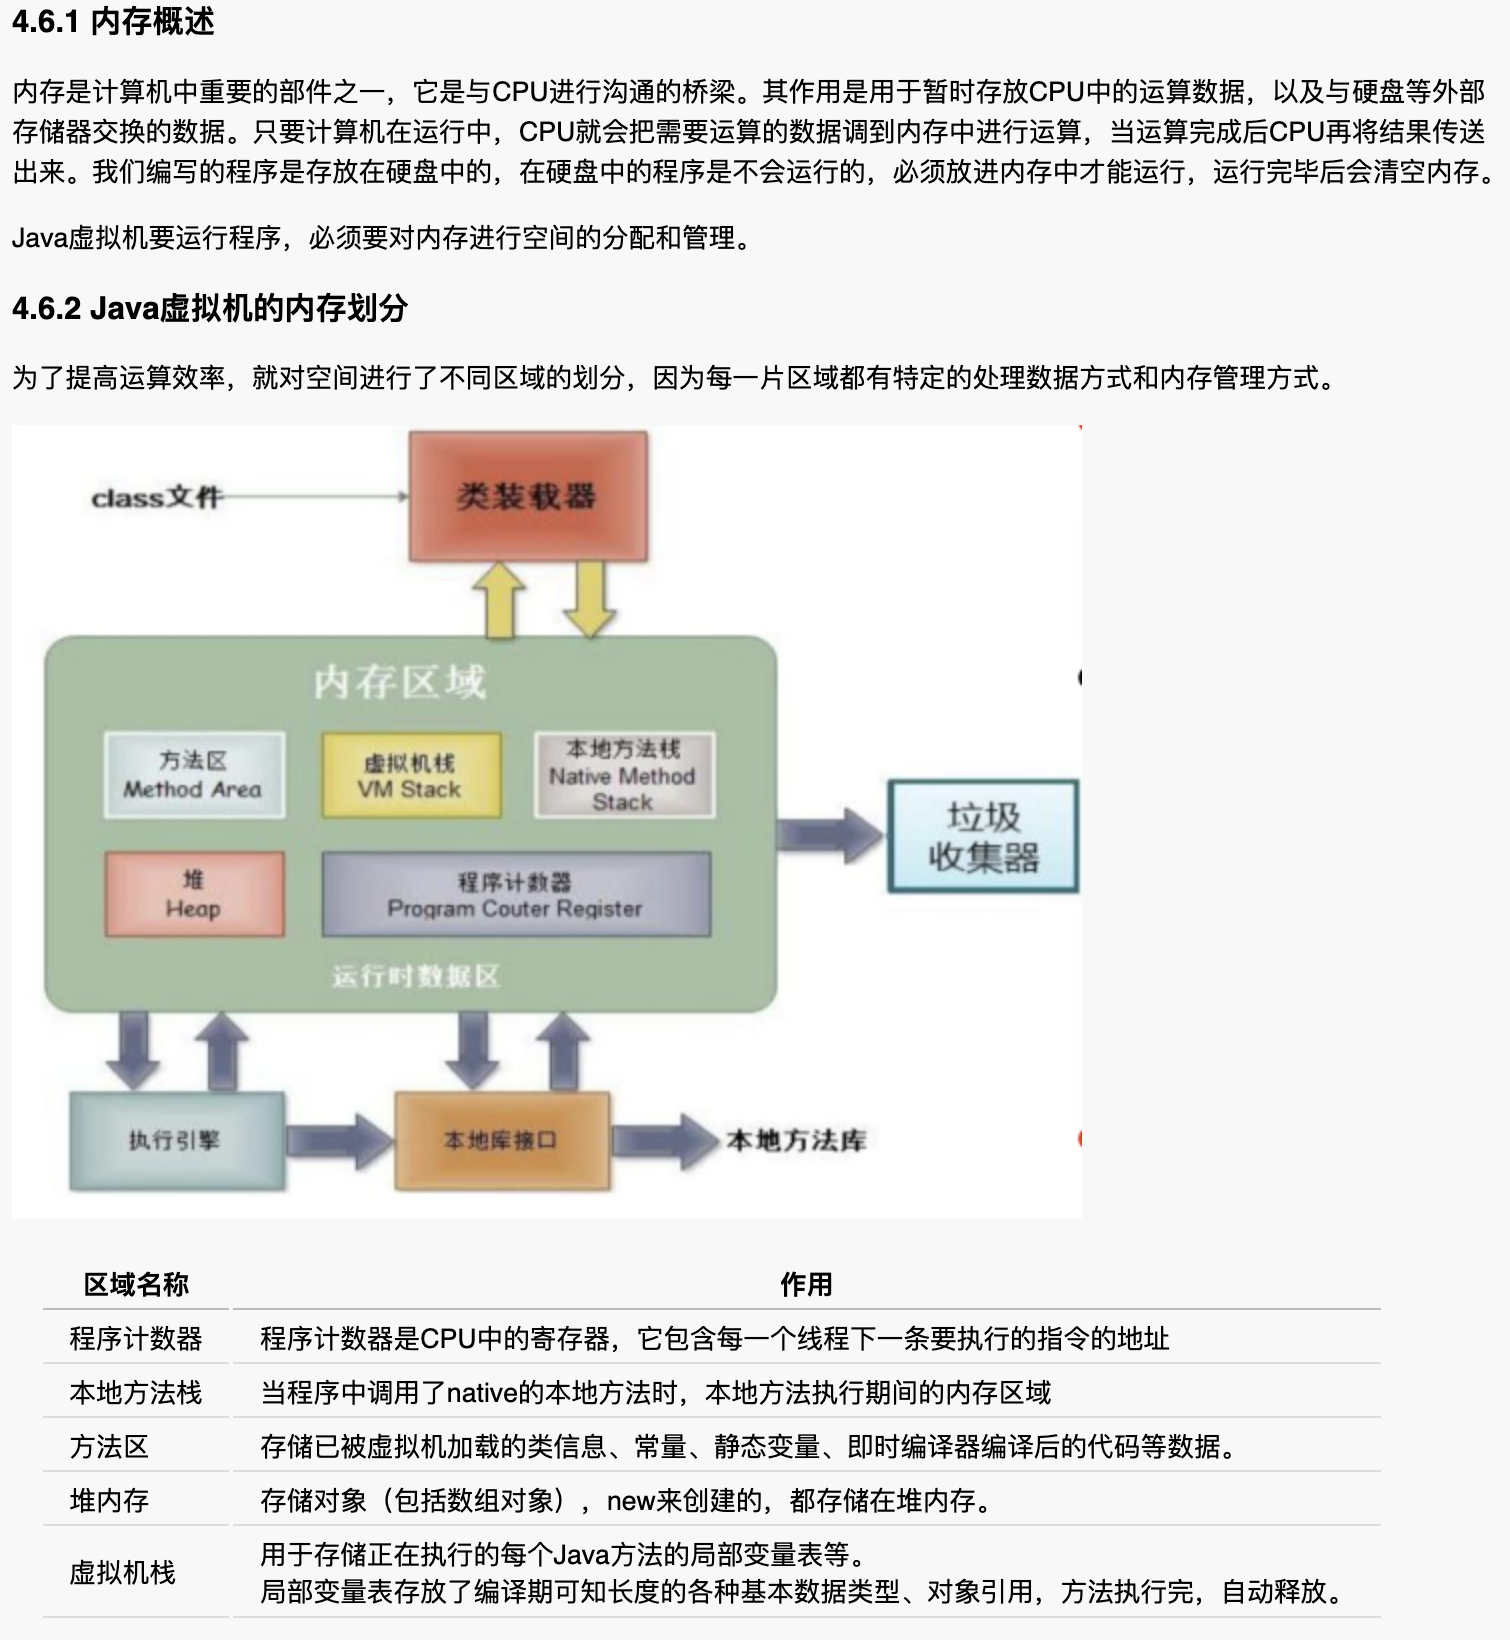 4.6.1 内存概述
内存是计算机中重要的部件之一，它是与CPU进行沟通的桥梁。其作用是用于暂时存放CPU中的运算数据，以及与硬盘等外部
存储器交换的数据。只要计算机在运行中，CPU就会把需要运算的数据调到内存中进行运算，当运算完成后CPU再将结果传送
出来。我们编写的程序是存放在硬盘中的，在硬盘中的程序是不会运行的，必须放进内存中才能运行，运行完毕后会清空内存。
Java虚拟机要运行程序，必须要对内存进行空间的分配和管理。
4.6.2 Java虚拟机的内存划分
为了提高运算效率，就对空间进行了不同区域的划分，因为每一片区域都有特定的处理数据方式和内存管理方式。
class文件
类装载器
内存区域
方法区
Method Area
虚拟机栈
VM Stack
本地方法栈
Native Method
Stack
堆
Heap
程序计数器
Program Couter Register
运行时数据区
垃圾
收集器
执行引擎
本地库接口
本地方法库
区域名称 作用
程序计数器 程序计数器是CPU中的寄存器，它包含每一个线程下一条要执行的指令的地址
本地方法栈 当程序中调用了native的本地方法时，本地方法执行期间的内存区域
方法区 存储已被虚拟机加载的类信息、常量、静态变量、即时编译器编译后的代码等数据。
堆内存 存储对象（包括数组对象），new来创建的，都存储在堆内存。
虚拟机栈 用于存储正在执行的每个Java方法的局部变量表等。
局部变量表存放了编译期可知长度的各种基本数据类型、对象引用，方法执行完，自动释放。